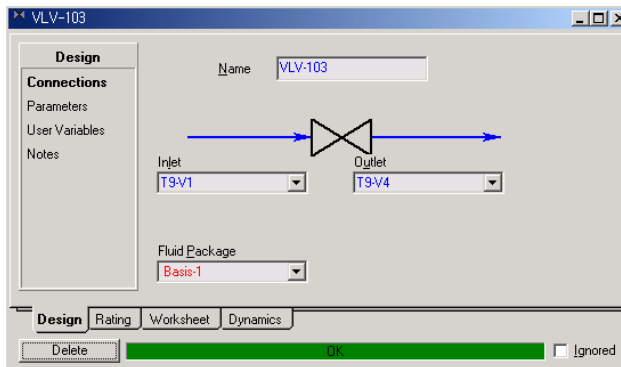 VLV-103
Design
Connections
Parameters
User Variables
Notes
Name VLV-103
Inlet Outlet
T9-V1 T9-V4
Fluid Package
Basis-1
Design Rating Worksheet Dynamics
Delete OK Ignored